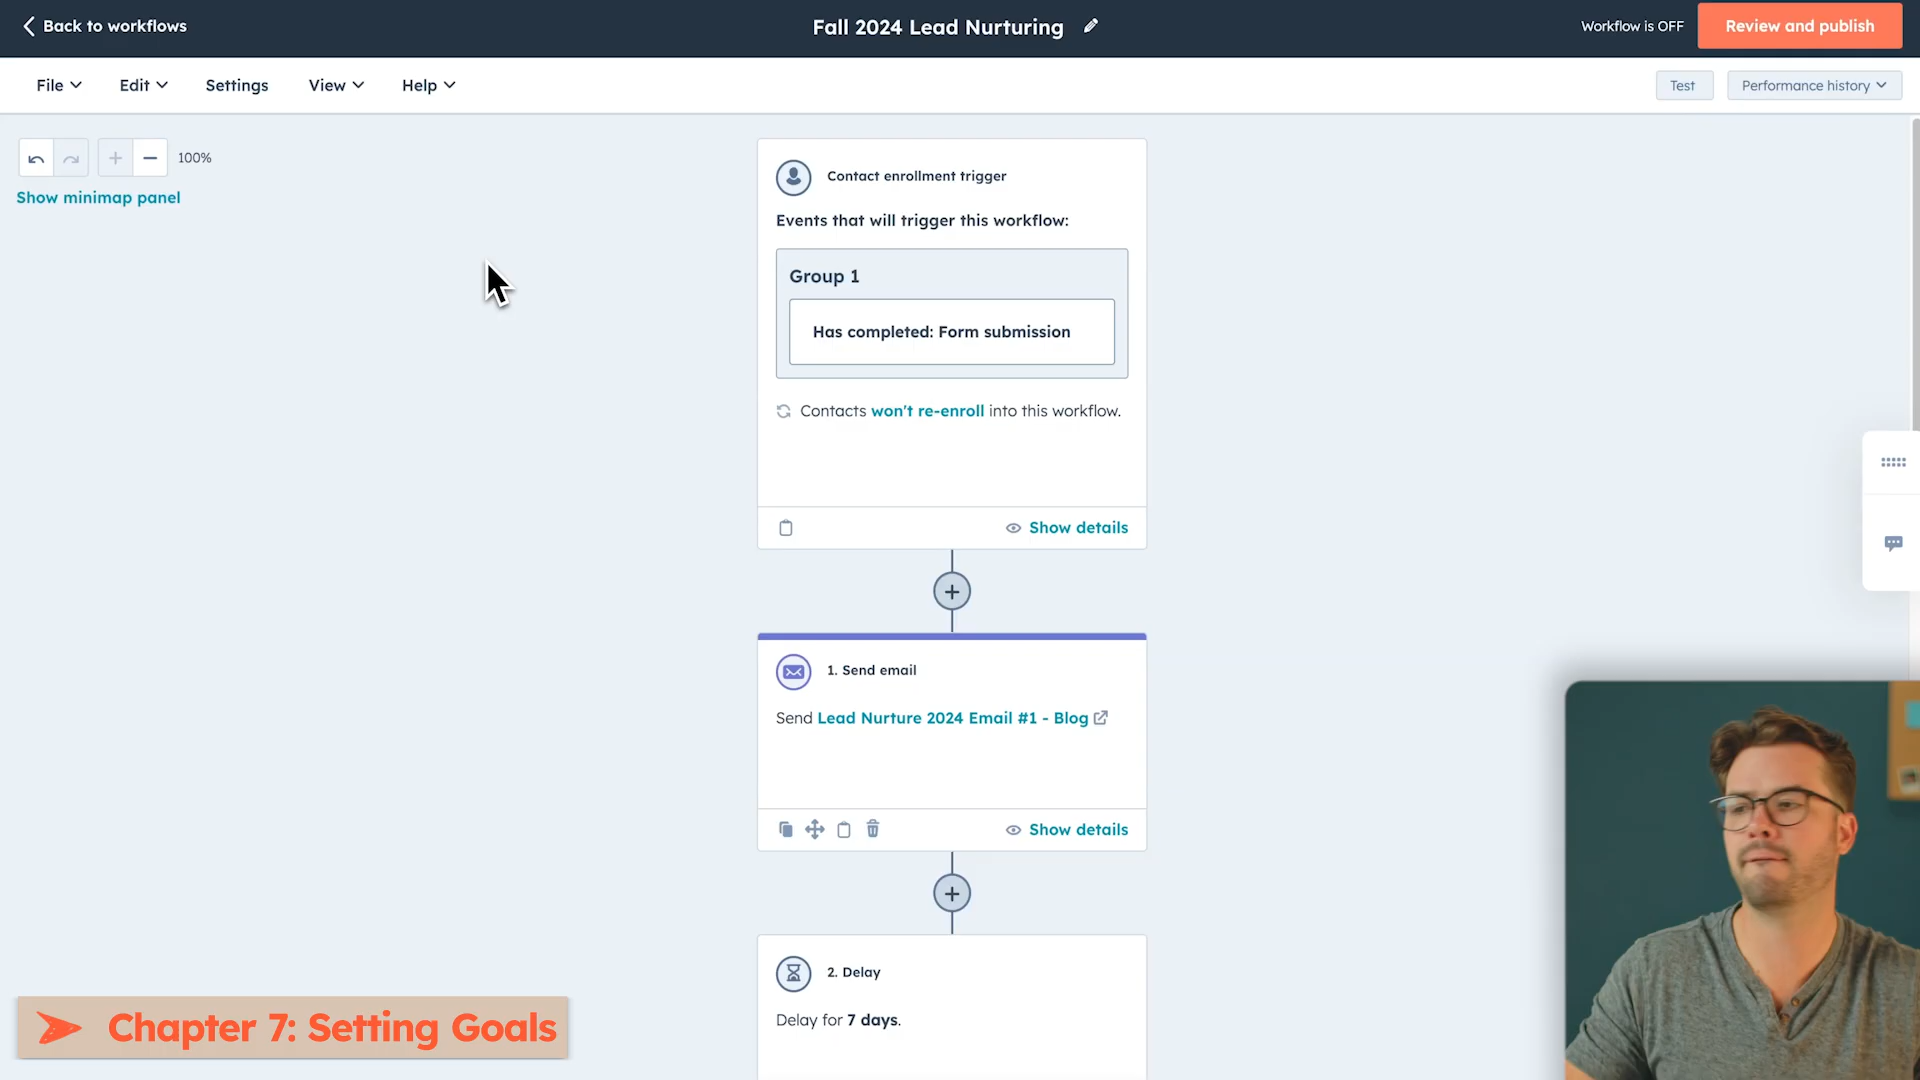 Back to workflows
Fall 2024 Lead Nurturing
Workflow is OFF
Review and publish
File
Edit
Settings
View
Help
Test
Performance history
100%
Show minimap panel
Contact enrollment trigger
Events that will trigger this workflow:
Group 1
Has completed: Form submission
Contacts won't re-enroll into this workflow.
Show details
1. Send email
Send Lead Nurture 2024 Email #1 - Blog
Show details
2. Delay
Delay for 7 days.
Chapter 7: Setting Goals